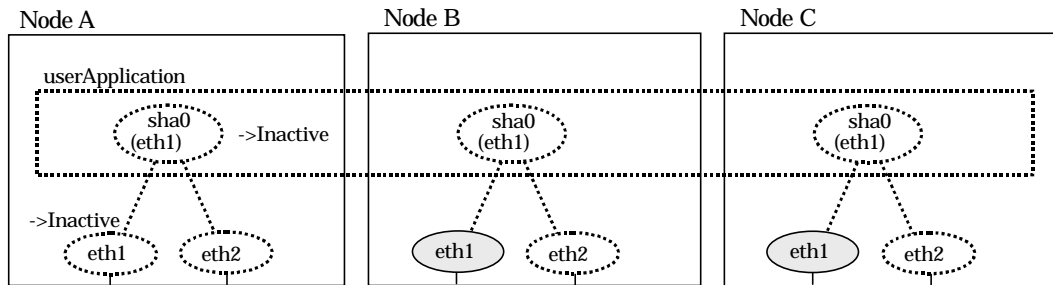 Node A Node B Node C
userApplication
sha0 sha0 sha0
(eth1) ->Inactive (eth1) (eth1)
->Inactive
eth1 eth2 eth1 eth2 eth1 eth2